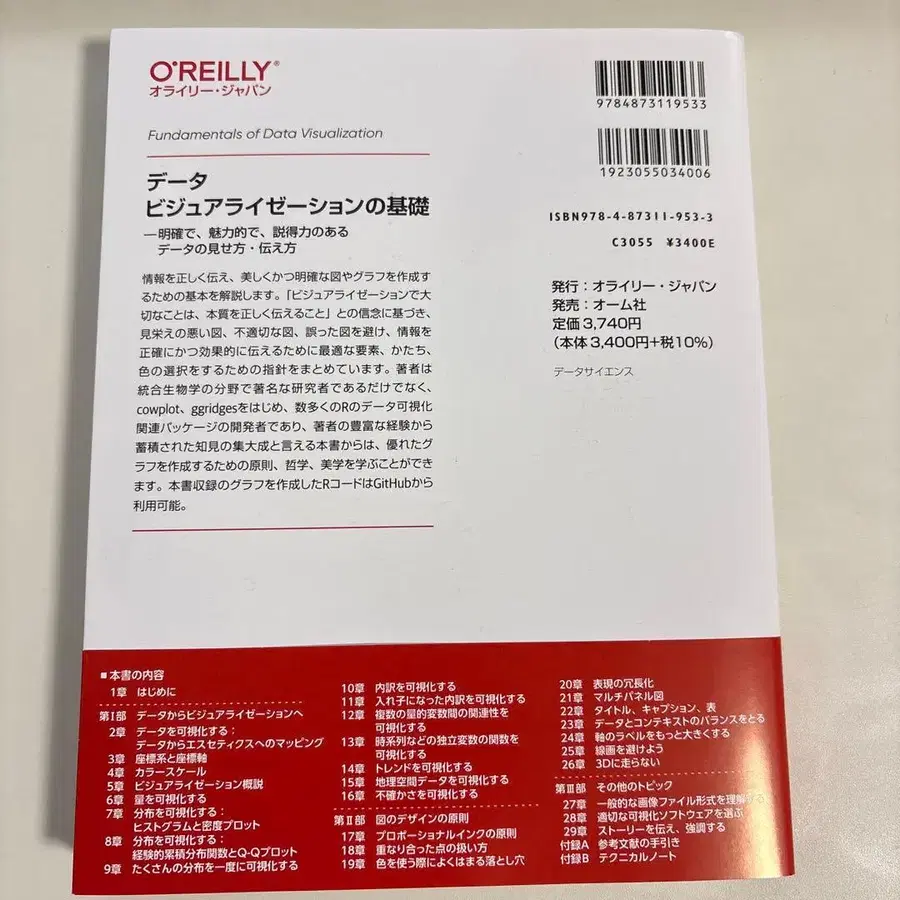 O'REILLY®
オライリー・ジャパン
Fundamentals of Data Visualization
データ
ビジュアライゼーションの基礎
―明確で、魅力的で、説得力のある
データの見せ方・伝え方
情報を正しく伝え、美しくかつ明確な図やグラフを作成す
るための基本を解説します。「ビジュアライゼーションで大
切なことは、本質を正しく伝えること」との信念に基づき、
見栄えの悪い図、不適切な図、誤った図を避け、情報を
正確にかつ効果的に伝えるために最適な要素、かたち、
色の選択をするための指針をまとめています。著者は
統合生物学の分野で著名な研究者であるだけでなく、
cowplot、ggridgesをはじめ、数多くのRのデータ可視化
関連パッケージの開発者であり、著者の豊富な経験から
蓄積された知見の集大成と言える本書からは、優れたグ
ラフを作成するための原則、哲学、美学を学ぶことができ
ます。本書収録のグラフを作成したRコードはGitHubから
利用可能。
9784873119533
1923055034006
ISBN978-4-87311-953-3
C3055 ¥3400E
発行：オライリー・ジャパン
発売：オーム社
定価3,740円
（本体3,400円+税10%）
データサイエンス
■ 本書の内容
1章 はじめに
第Ⅰ部 データからビジュアライゼーションへ
2章 データを可視化する：
データからエスセティクスへのマッピング
3章 座標系と座標軸
4章 カラースケール
5章 ビジュアライゼーション概説
6章 量を可視化する
7章 分布を可視化する：
ヒストグラムと密度プロット
8章 分布を可視化する：
経験的累積分布関数とQ-Qプロット
9章 たくさんの分布を一度に可視化する
10章 内訳を可視化する
11章 入れ子になった内訳を可視化する
12章 複数の量的変数間の関連性を
可視化する
13章 時系列などの独立変数の関数を
可視化する
14章 トレンドを可視化する
15章 地理空間データを可視化する
16章 不確かさを可視化する
第Ⅱ部 図のデザインの原則
17章 プロポーショナルインクの原則
18章 重なり合った点の扱い方
19章 色を使う際によくはまる落とし穴
20章 表現の冗長化
21章 マルチパネル図
22章 タイトル、キャプション、表
23章 データとコンテキストのバランスをとる
24章 軸のラベルをもっと大きくする
25章 線画を避けよう
26章 3Dに走らない
第Ⅲ部 その他のトピック
27章 一般的な画像ファイル形式を理解する
28章 適切な可視化ソフトウェアを選ぶ
29章 ストーリーを伝え、強調する
付録A 参考文献の手引き
付録B テクニカルノート